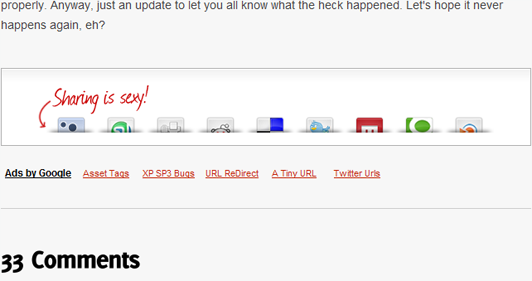 properly. Anyway, just an update to let you all know what the heck happened. Let's hope it never
happens again, eh?
Sharing is sexy!
Ads by Google Asset Tags XP SP3 Bugs URL ReDirect A Tiny URL Twitter Urls
33 Comments